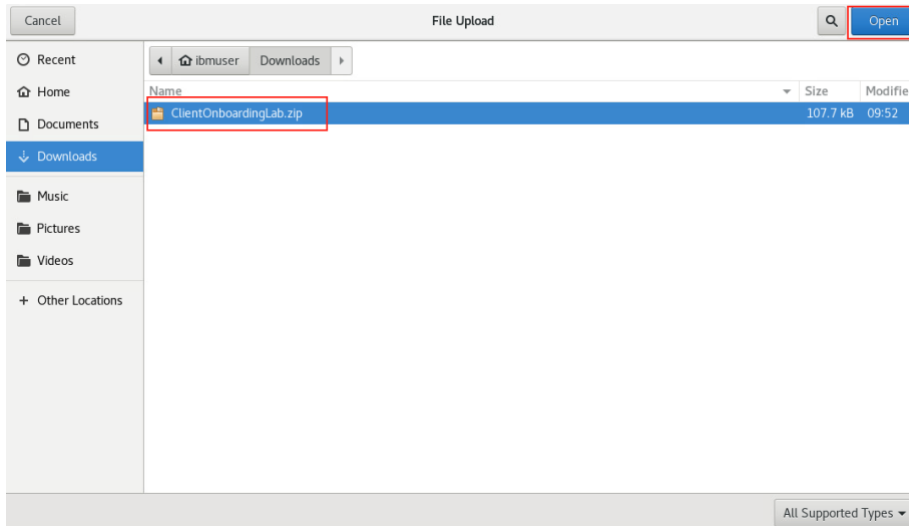 Cancel
File Upload
Open
Recent
ibmuser
Downloads
Home
Name
Size
Modifie
ClientOnboardingLab.zip
107.7 kB
09:52
Documents
Downloads
Music
Pictures
Videos
+ Other Locations
All Supported Types